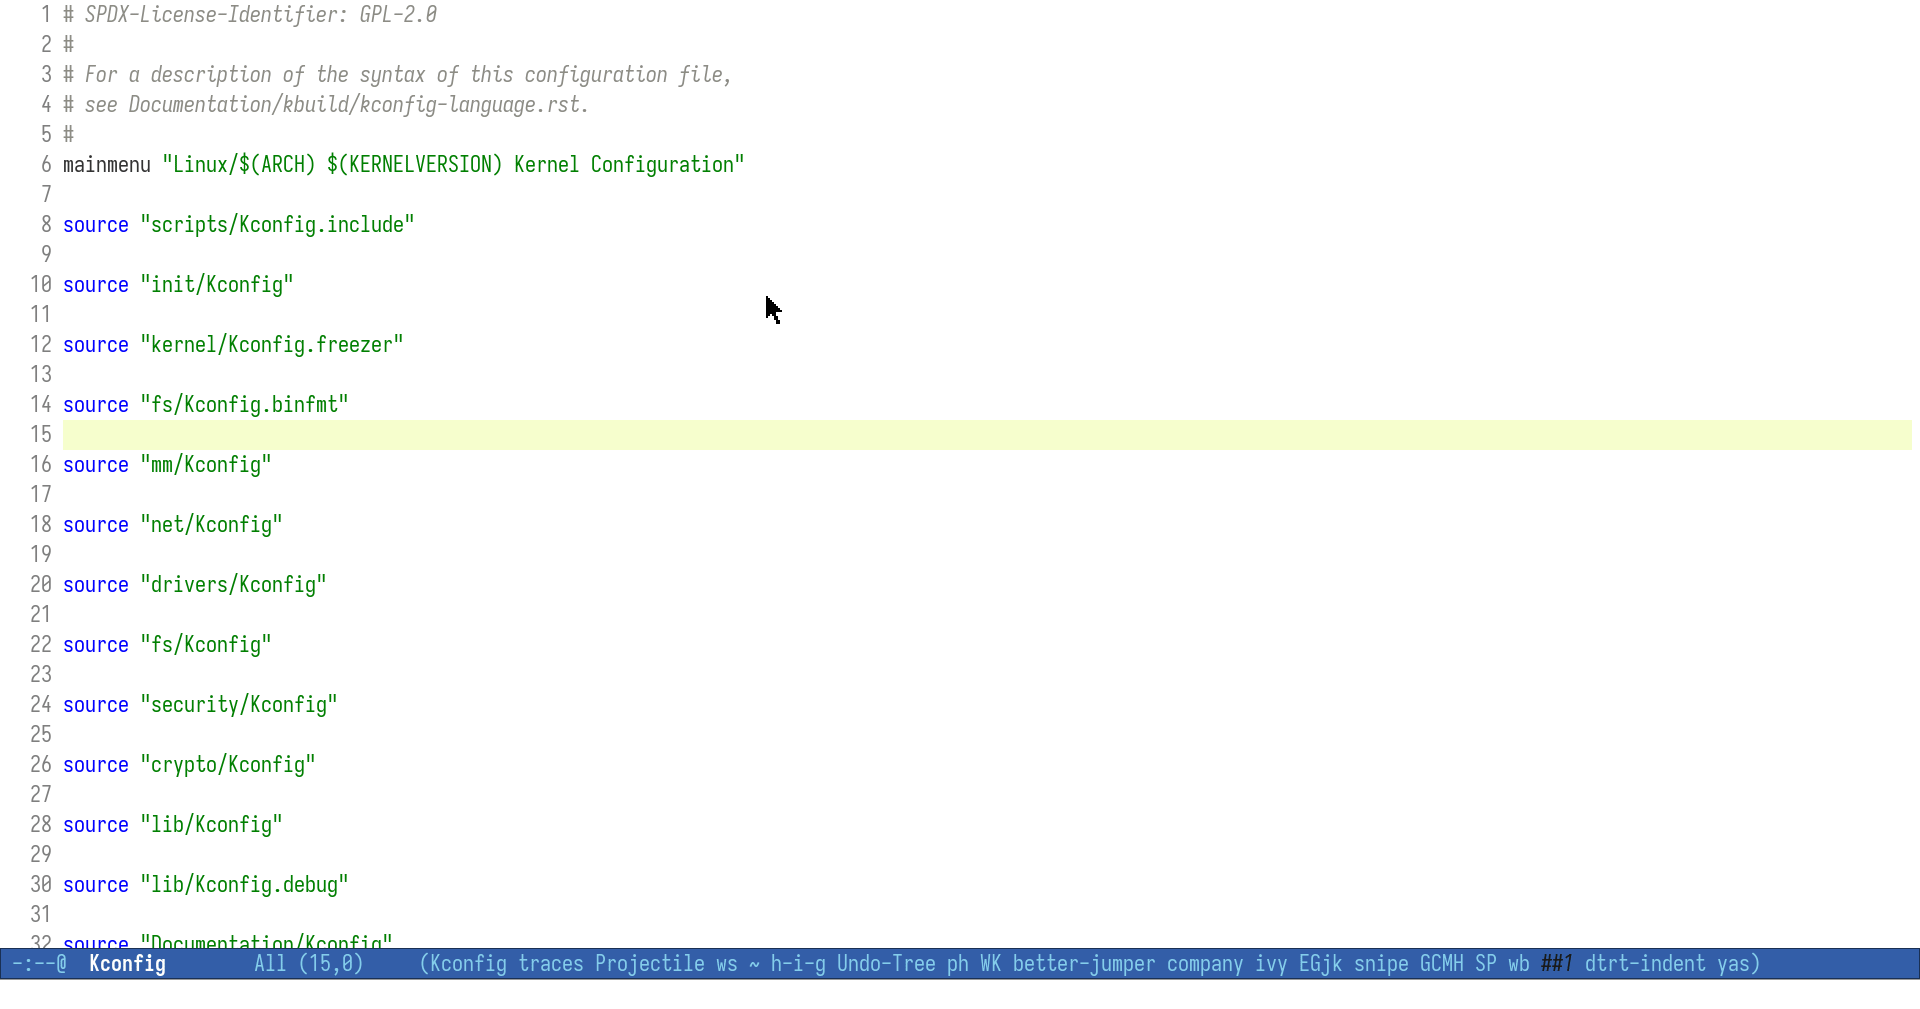 1 # SPDX-License-Identifier: GPL-2.0
2 #
3 # For a description of the syntax of this configuration file,
4 # see Documentation/kbuild/kconfig-language.rst.
5 #
6 mainmenu "Linux/$(ARCH) $(KERNELVERSION) Kernel Configuration"
7
8 source "scripts/Kconfig.include"
9
10 source "init/Kconfig"
11
12 source "kernel/Kconfig.freezer"
13
14 source "fs/Kconfig.binfmt"
15
16 source "mm/Kconfig"
17
18 source "net/Kconfig"
19
20 source "drivers/Kconfig"
21
22 source "fs/Kconfig"
23
24 source "security/Kconfig"
25
26 source "crypto/Kconfig"
27
28 source "lib/Kconfig"
29
30 source "lib/Kconfig.debug"
31
32 source "Documentation/Kconfig"
-:--@  Kconfig        All (15,0)     (Kconfig traces Projectile ws ~ h-i-g Undo-Tree ph WK better-jumper company ivy EGjk snipe GCMH SP wb ##1 dtrt-indent yas)